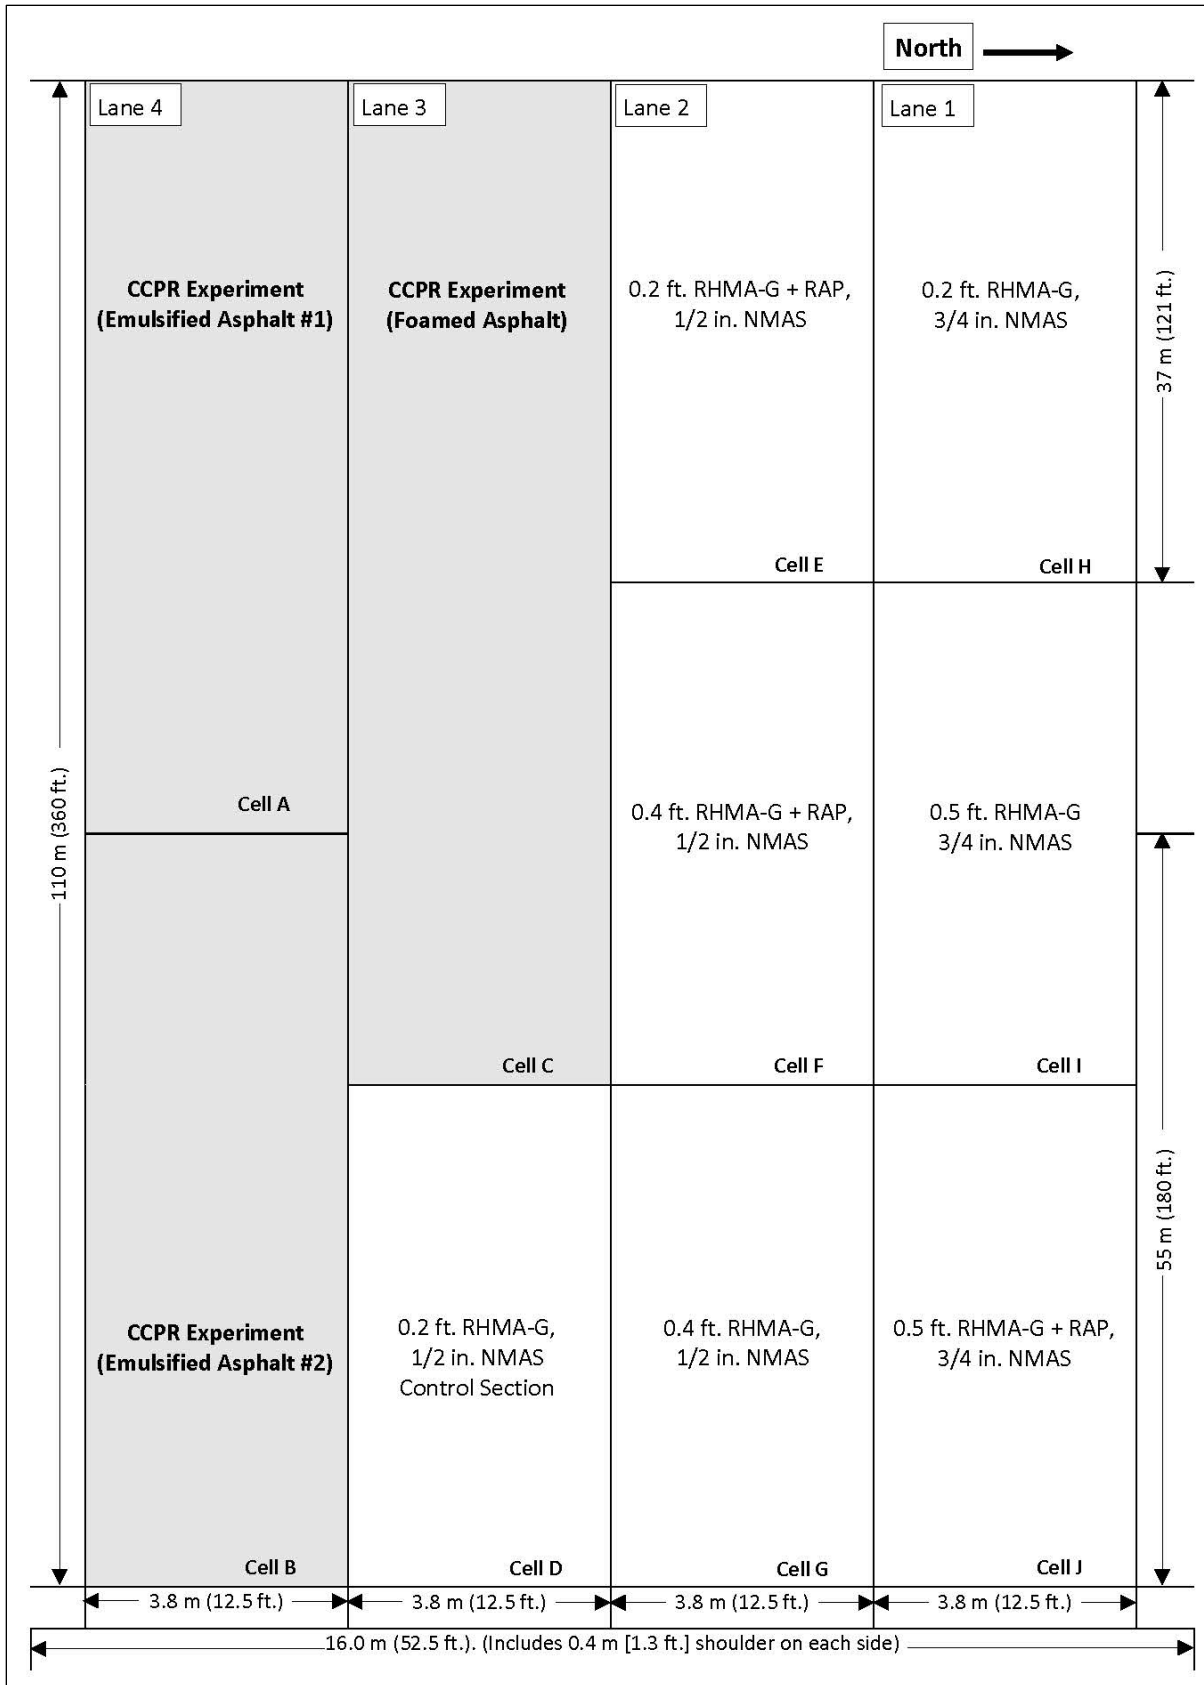 North
Lane 4
Lane 3
Lane 2
Lane 1
CCPR Experiment
(Emulsified Asphalt #1)
CCPR Experiment
(Foamed Asphalt)
0.2 ft. RHMA-G + RAP,
1/2 in. NMAS
0.2 ft. RHMA-G,
3/4 in. NMAS
37 m (121 ft.)
Cell E
Cell H
110 m (360 ft.)
Cell A
0.4 ft. RHMA-G + RAP,
1/2 in. NMAS
0.5 ft. RHMA-G
3/4 in. NMAS
Cell C
Cell F
Cell I
55 m (180 ft.)
CCPR Experiment
(Emulsified Asphalt #2)
0.2 ft. RHMA-G,
1/2 in. NMAS
Control Section
0.4 ft. RHMA-G,
1/2 in. NMAS
0.5 ft. RHMA-G + RAP,
3/4 in. NMAS
Cell B
Cell D
Cell G
Cell J
3.8 m (12.5 ft.)
3.8 m (12.5 ft.)
3.8 m (12.5 ft.)
3.8 m (12.5 ft.)
16.0 m (52.5 ft.). (Includes 0.4 m [1.3 ft.] shoulder on each side)